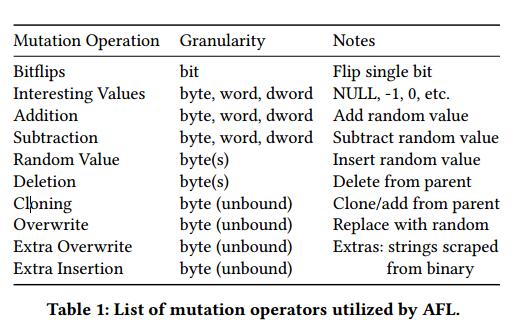 Mutation Operation Granularity Notes
Bitflips bit Flip single bit
Interesting Values byte, word, dword NULL, -1, 0, etc.
Addition byte, word, dword Add random value
Subtraction byte, word, dword Subtract random value
Random Value byte(s) Insert random value
Deletion byte(s) Delete from parent
Cloning byte (unbound) Clone/add from parent
Overwrite byte (unbound) Replace with random
Extra Overwrite byte (unbound) Extras: strings scraped
Extra Insertion byte (unbound) from binary
Table 1: List of mutation operators utilized by AFL.